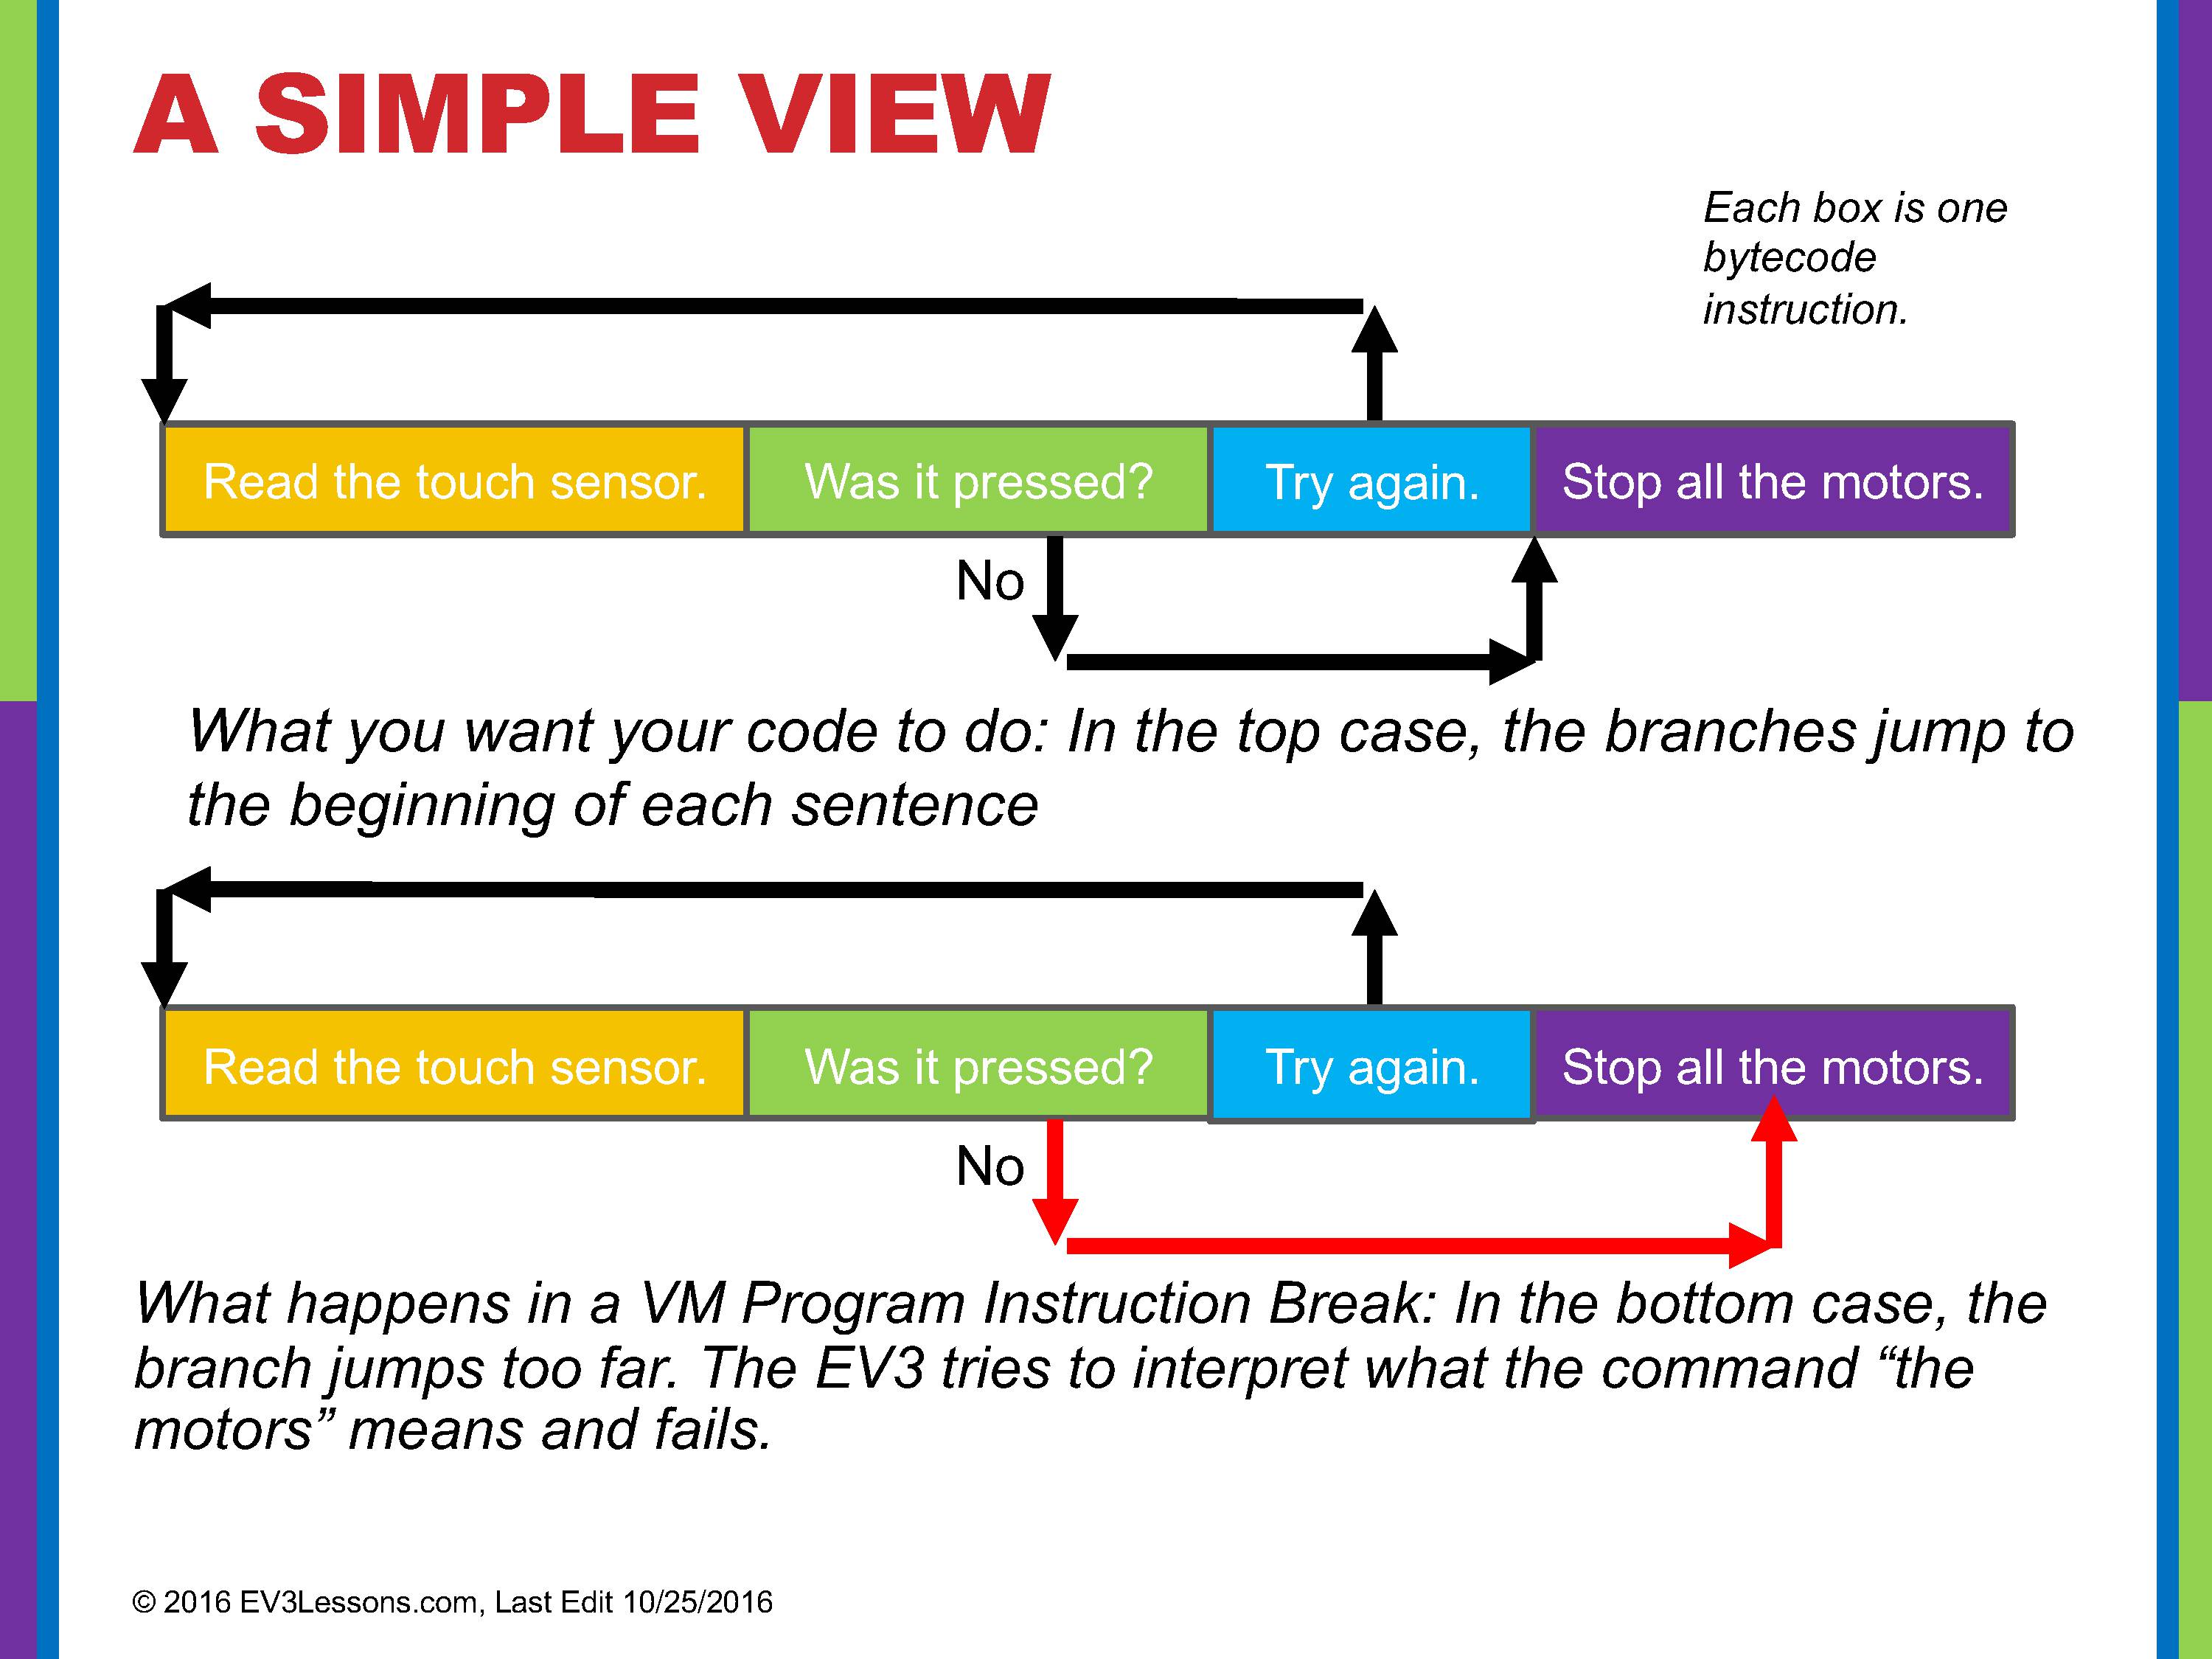 A SIMPLE VIEW
Each box is one
bytecode
instruction.
Read the touch sensor. Was it pressed? Try again. Stop all the motors.
No
What you want your code to do: In the top case, the branches jump to
the beginning of each sentence
Read the touch sensor. Was it pressed? Try again. Stop all the motors.
No
What happens in a VM Program Instruction Break: In the bottom case, the
branch jumps too far. The EV3 tries to interpret what the command “the
motors” means and fails.
© 2016 EV3Lessons.com, Last Edit 10/25/2016